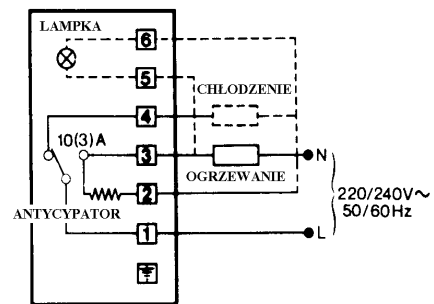 LAMPKA
6
5
CHŁODZENIE
4
10(3) A
3
N
OGRZEWANIE
2
220/240V~
50/60Hz
ANTYCYPATOR
1
L